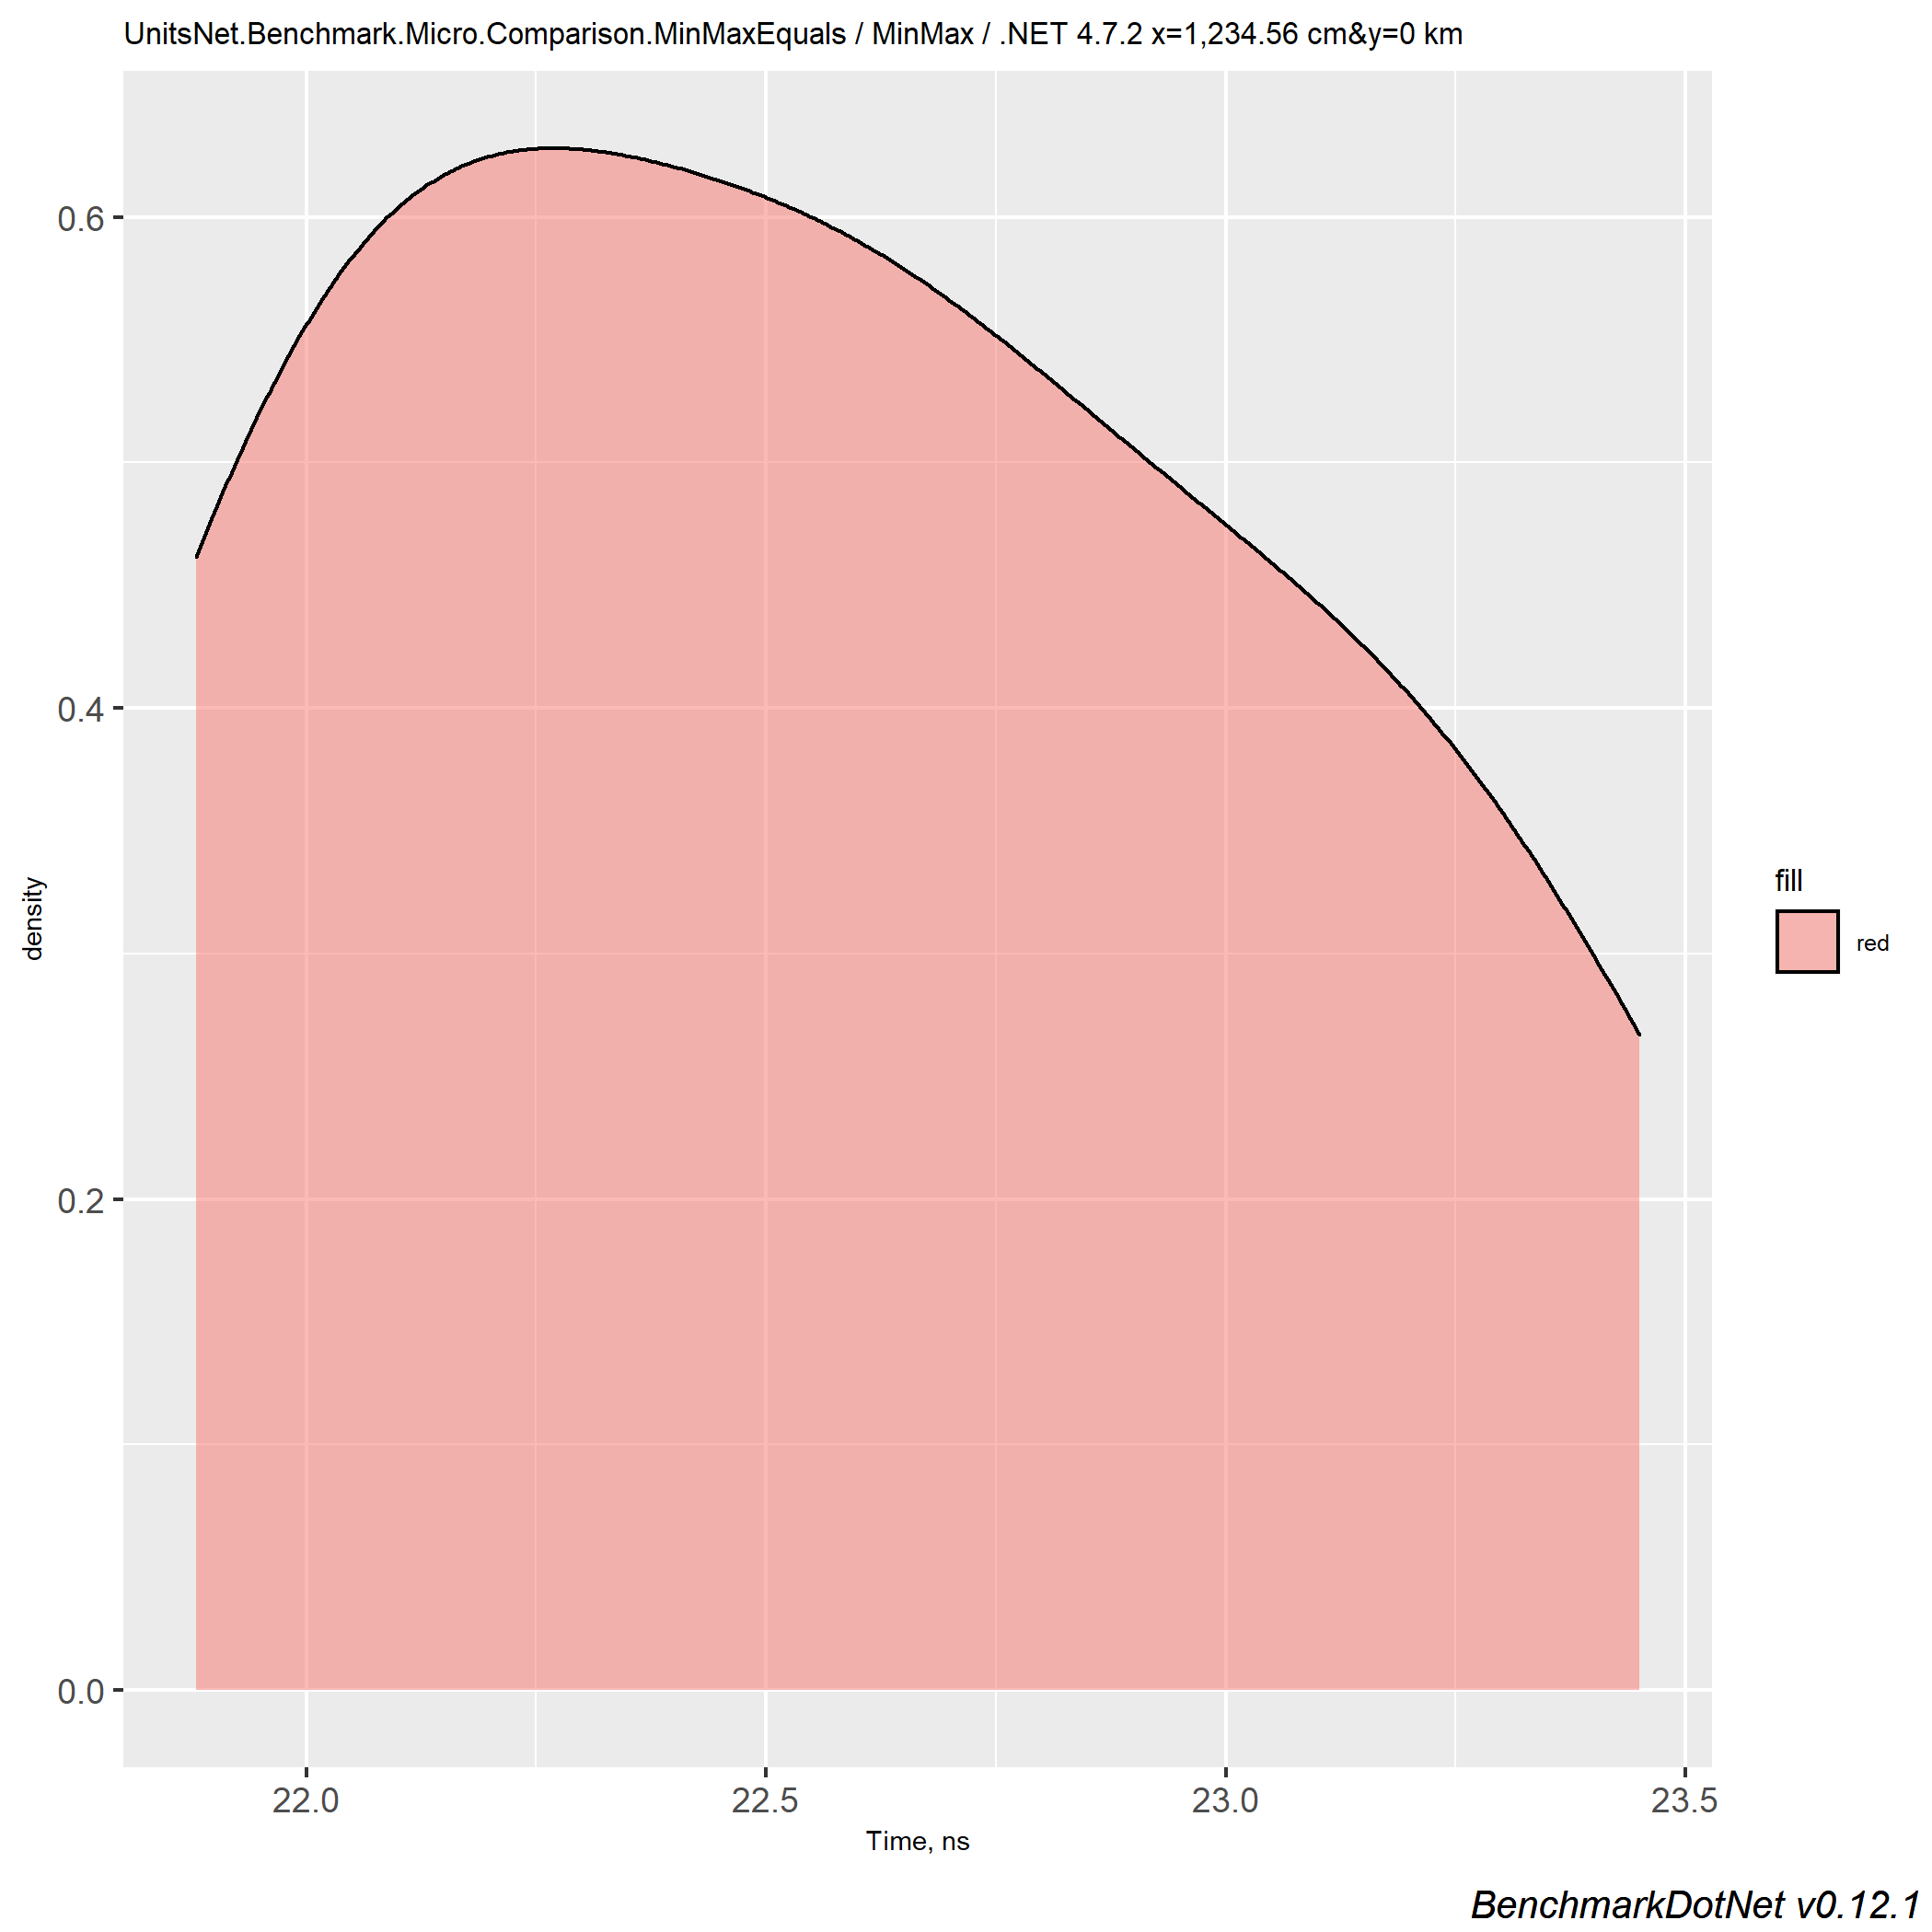 UnitsNet.Benchmark.Micro.Comparison.MinMaxEquals / MinMax / .NET 4.7.2 x=1,234.56 cm&y=0 km
0.6
0.4
0.2
0.0
density
22.0 22.5 23.0 23.5
Time, ns
fill
red
BenchmarkDotNet v0.12.1